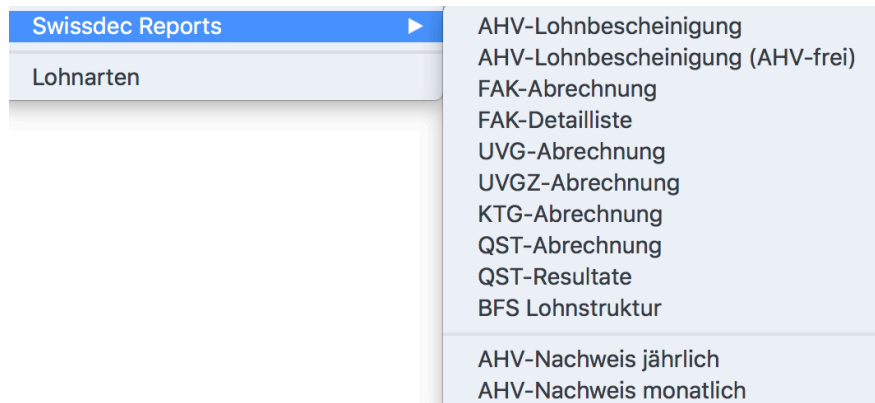 Swissdec Reports
Lohnarten
AHV-Lohnbescheinigung
AHV-Lohnbescheinigung (AHV-frei)
FAK-Abrechnung
FAK-Detailliste
UVG-Abrechnung
UVGZ-Abrechnung
KTG-Abrechnung
QST-Abrechnung
QST-Resultate
BFS Lohnstruktur
AHV-Nachweis jährlich
AHV-Nachweis monatlich